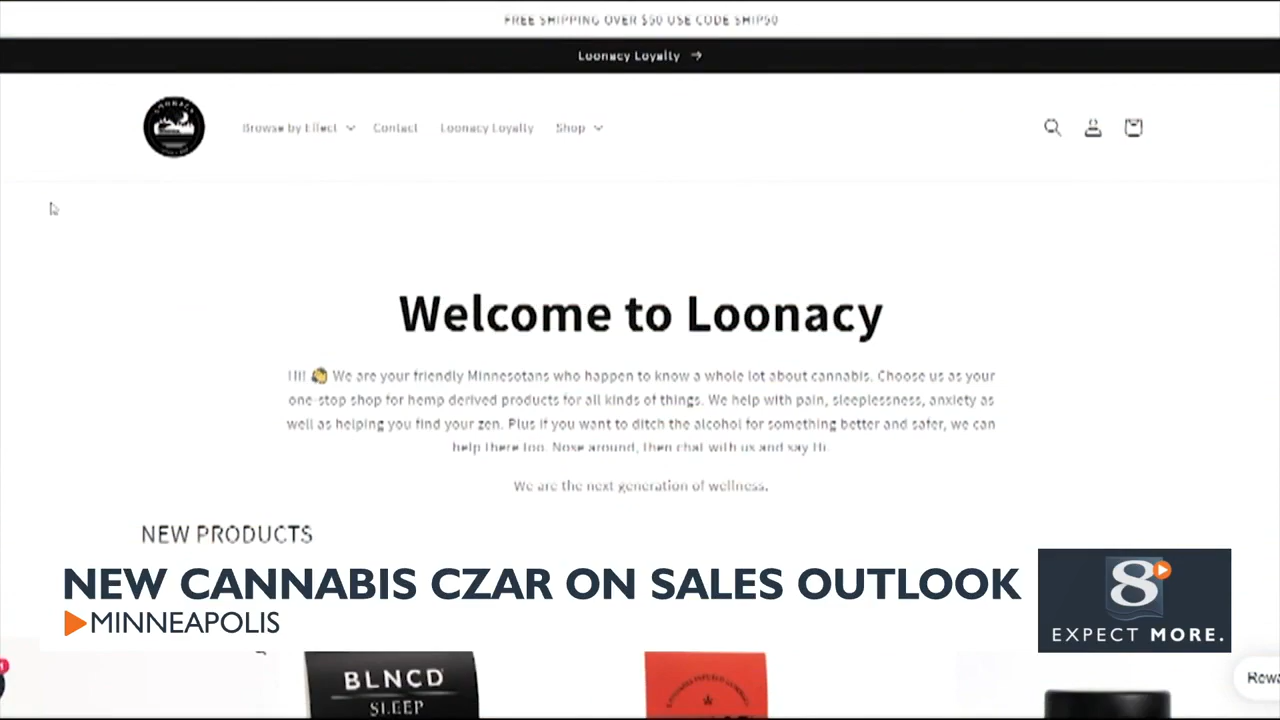 FREE SHIPPING OVER $50 USE CODE SHIP50
Loonacy Loyalty →
LOONACY
Browse by Effect
Contact
Loonacy Loyalty
Shop
Welcome to Loonacy
Hi! 👋 We are your friendly Minnesotans who happen to know a whole lot about cannabis. Choose us as your
one-stop shop for hemp derived products for all kinds of things. We help with pain, sleeplessness, anxiety as
well as helping you find your zen. Plus if you want to ditch the alcohol for something better and safer, we can
help there too. Nose around, then chat with us and say Hi.
We are the next generation of wellness.
NEW PRODUCTS
NEW CANNABIS CZAR ON SALES OUTLOOK
MINNEAPOLIS
8
EXPECT MORE.
BLNCD
SLEEP
1